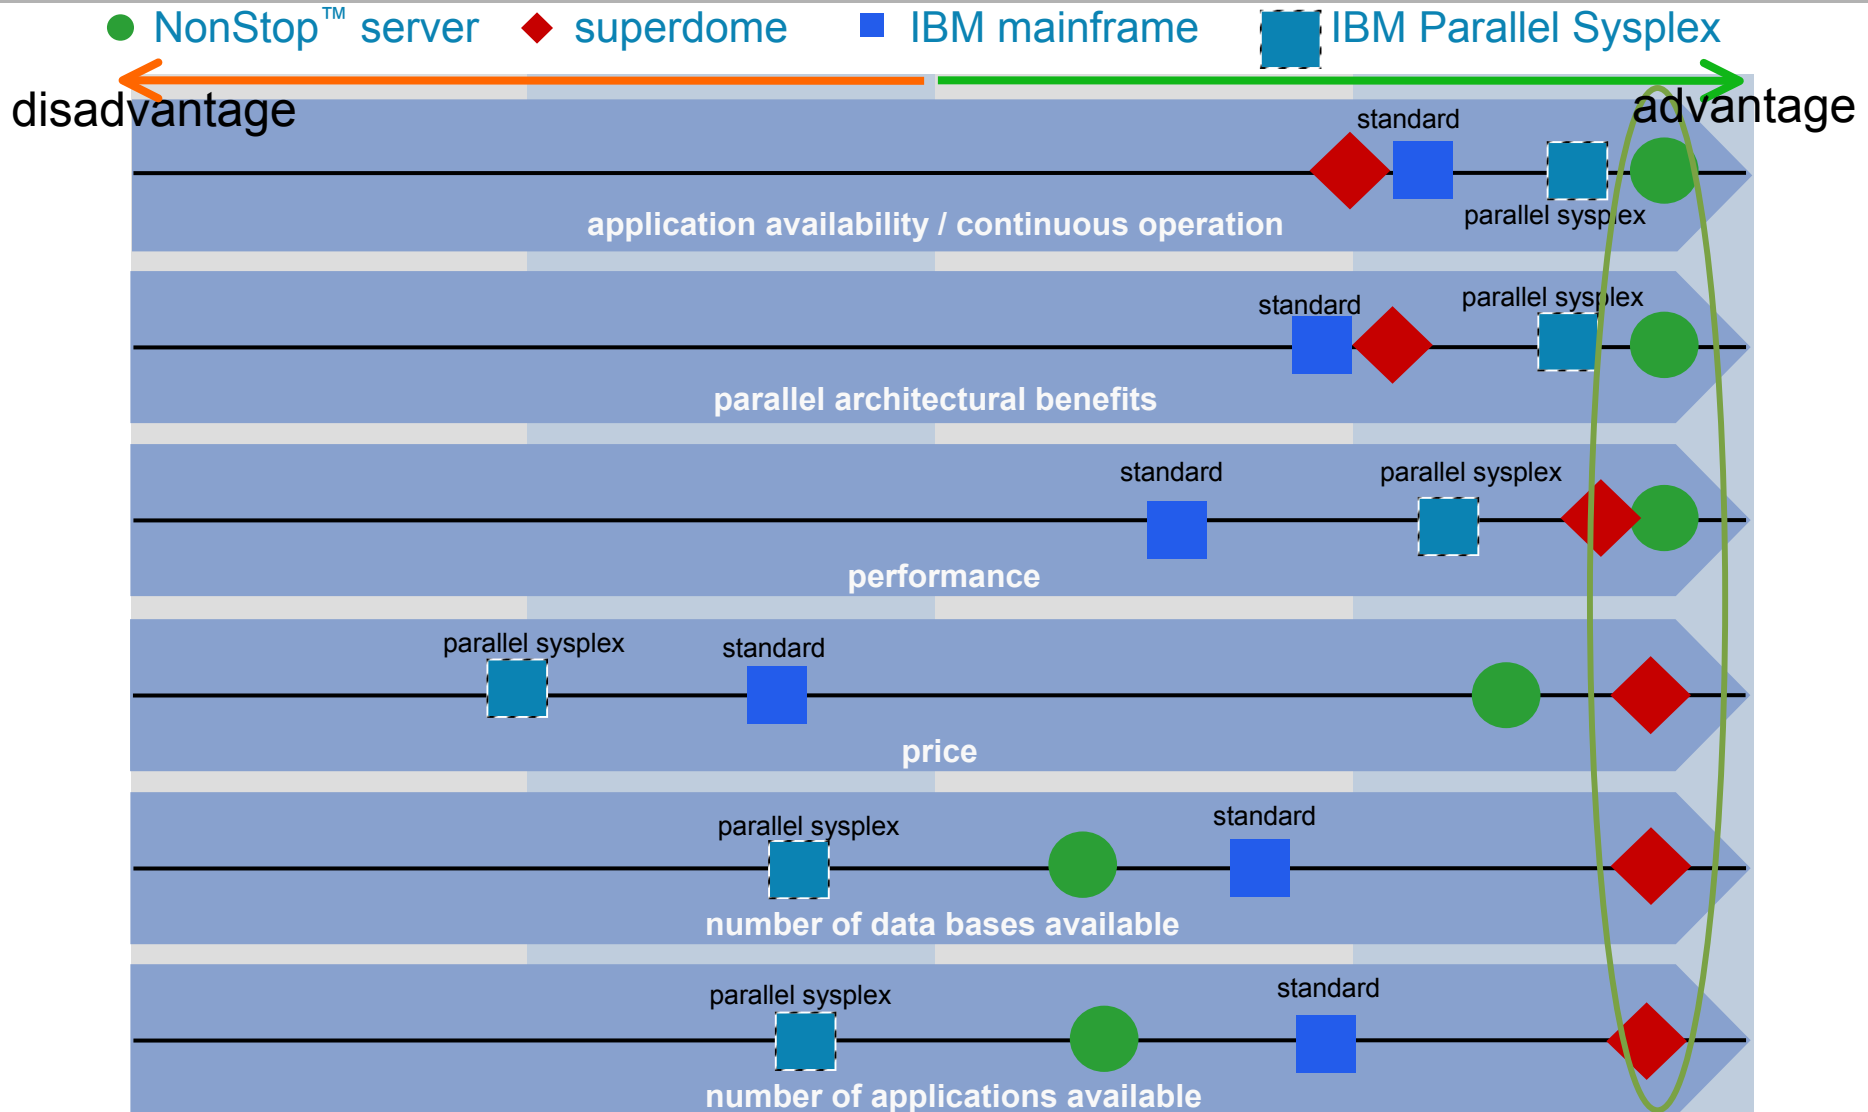 NonStop™ server superdome IBM mainframe IBM Parallel Sysplex
disadvantage advantage
standard
parallel sysplex
application availability / continuous operation
standard parallel sysplex
parallel architectural benefits
standard parallel sysplex
performance
parallel sysplex standard
price
parallel sysplex standard
number of data bases available
parallel sysplex standard
number of applications available